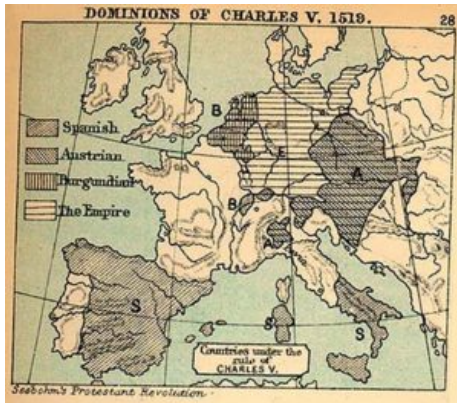 DOMINIONS OF CHARLES V. 1519.
28
Spanish
Austrian
Burgundian
The Empire
B
E
A
B
A
S
S
S
Countries under the
rule of
CHARLES V.
Seebohm's Protestant Revolution.